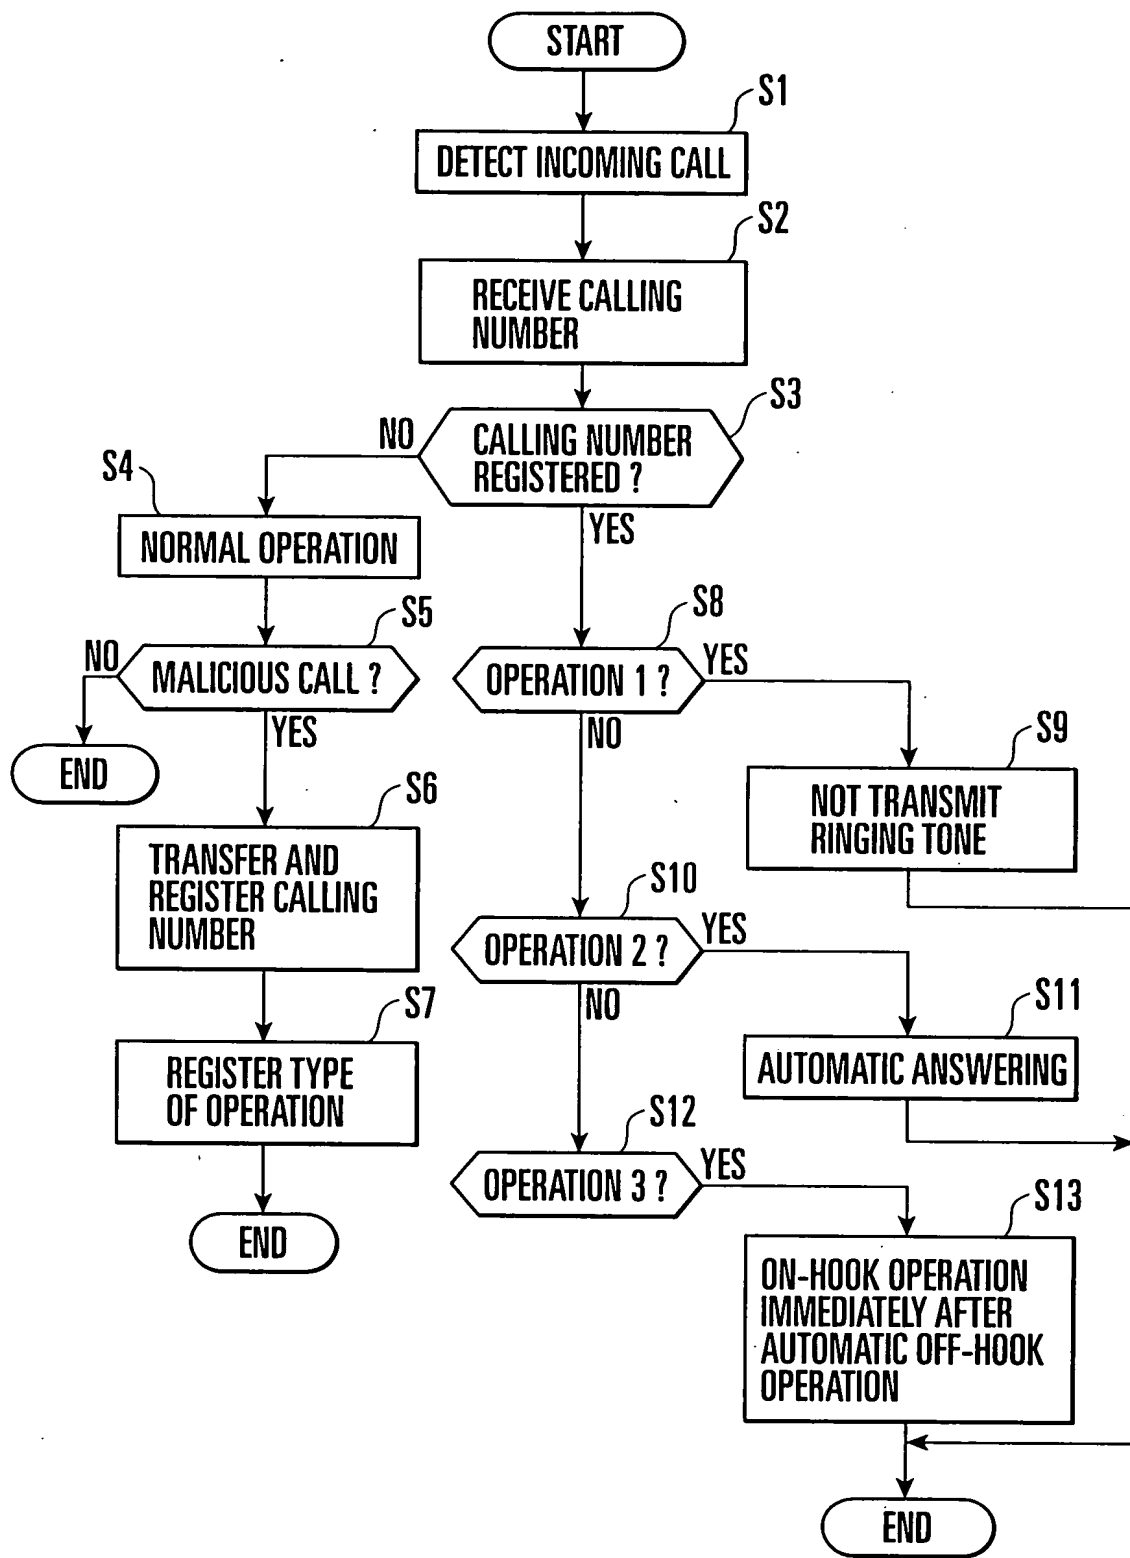 START
S1
DETECT INCOMING CALL
S2
RECEIVE CALLING
NUMBER
S3
CALLING NUMBER
REGISTERED ?
NO
YES
S4
NORMAL OPERATION
S5
MALICIOUS CALL ?
NO
YES
END
S6
TRANSFER AND
REGISTER CALLING
NUMBER
S7
REGISTER TYPE
OF OPERATION
END
S8
OPERATION 1 ?
YES
NO
S9
NOT TRANSMIT
RINGING TONE
S10
OPERATION 2 ?
YES
NO
S11
AUTOMATIC ANSWERING
S12
OPERATION 3 ?
YES
S13
ON-HOOK OPERATION
IMMEDIATELY AFTER
AUTOMATIC OFF-HOOK
OPERATION
END